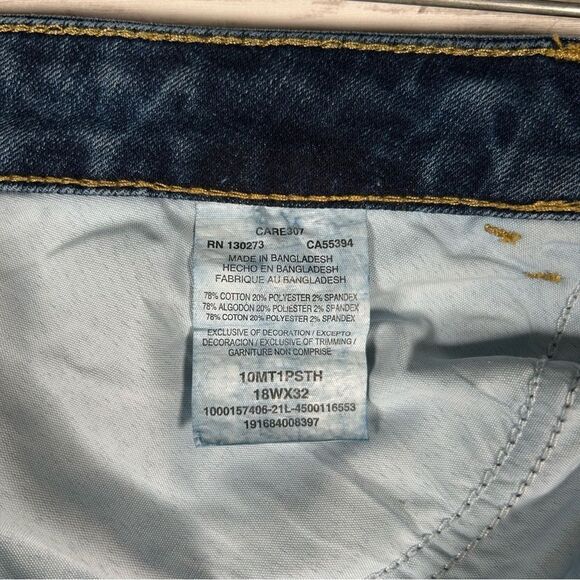 CARE307
RN 130273 CA55394
MADE IN BANGLADESH
HECHO EN BANGLADESH
FABRIQUE AU BANGLADESH
78% COTTON 20% POLYESTER 2% SPANDEX
78% ALGODON 20% POLIESTER 2% SPANDEX
78% COTON 20% POLYESTER 2% SPANDEX
EXCLUSIVE OF DECORATION / EXCEPTO
DECORACION / EXCLUSIVE OF TRIMMING /
GARNITURE NON COMPRISE
10MT1PSTH
18WX32
1000157406-21L-4500116553
191684008397